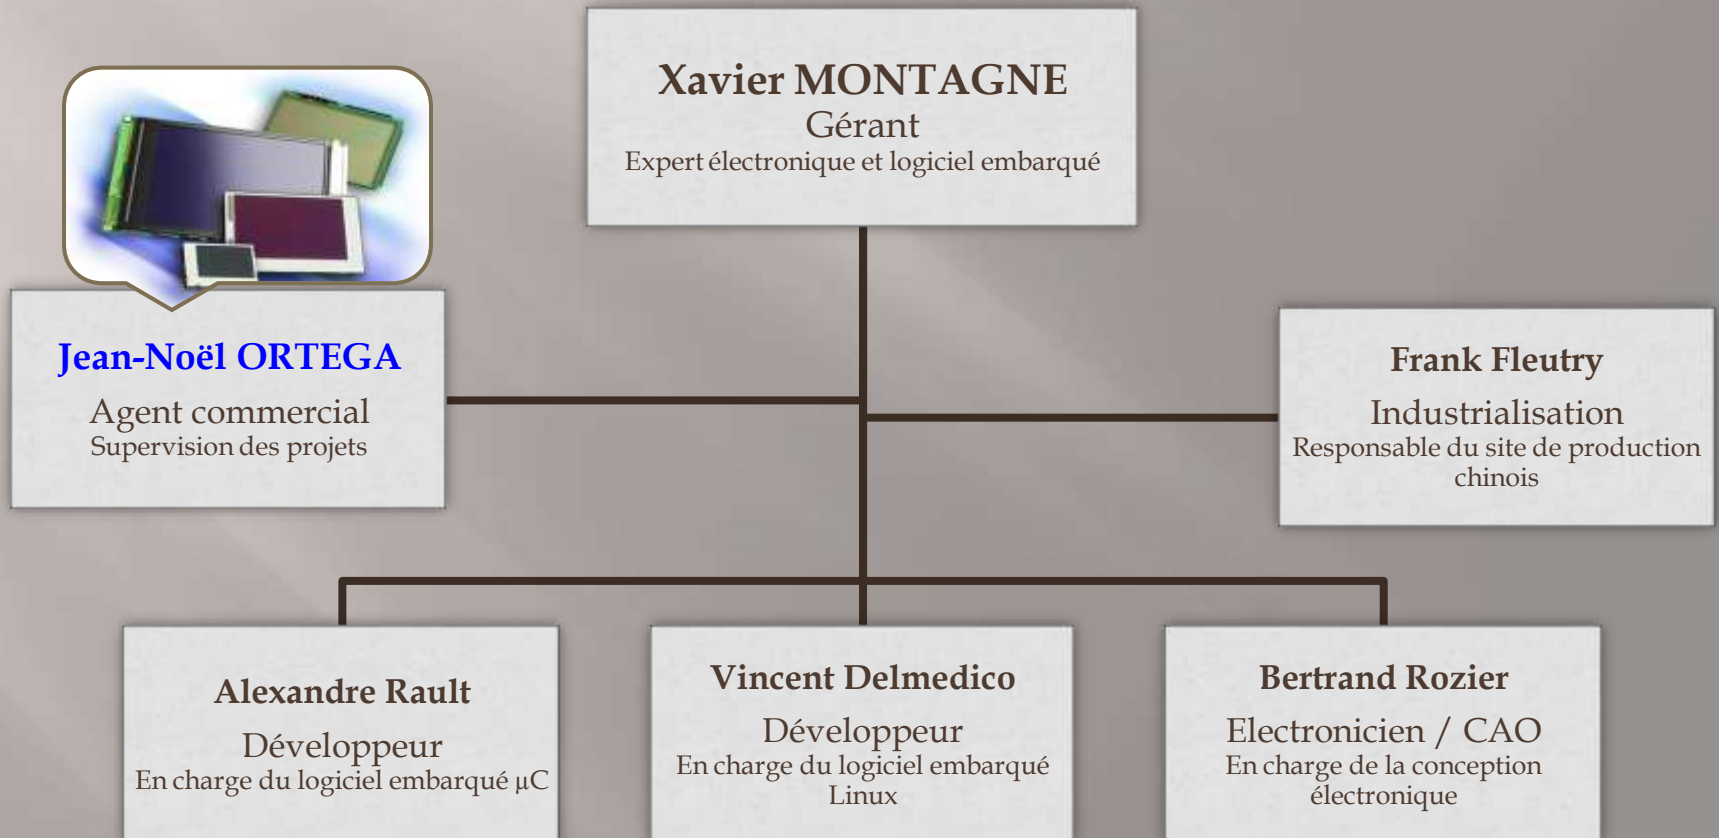 Xavier MONTAGNE
Gérant
Expert électronique et logiciel embarqué
Jean-Noël ORTEGA
Agent commercial
Supervision des projets
Frank Fleutry
Industrialisation
Responsable du site de production
chinois
Alexandre Rault
Développeur
En charge du logiciel embarqué µC
Vincent Delmedico
Développeur
En charge du logiciel embarqué
Linux
Bertrand Rozier
Electronicien / CAO
En charge de la conception
électronique